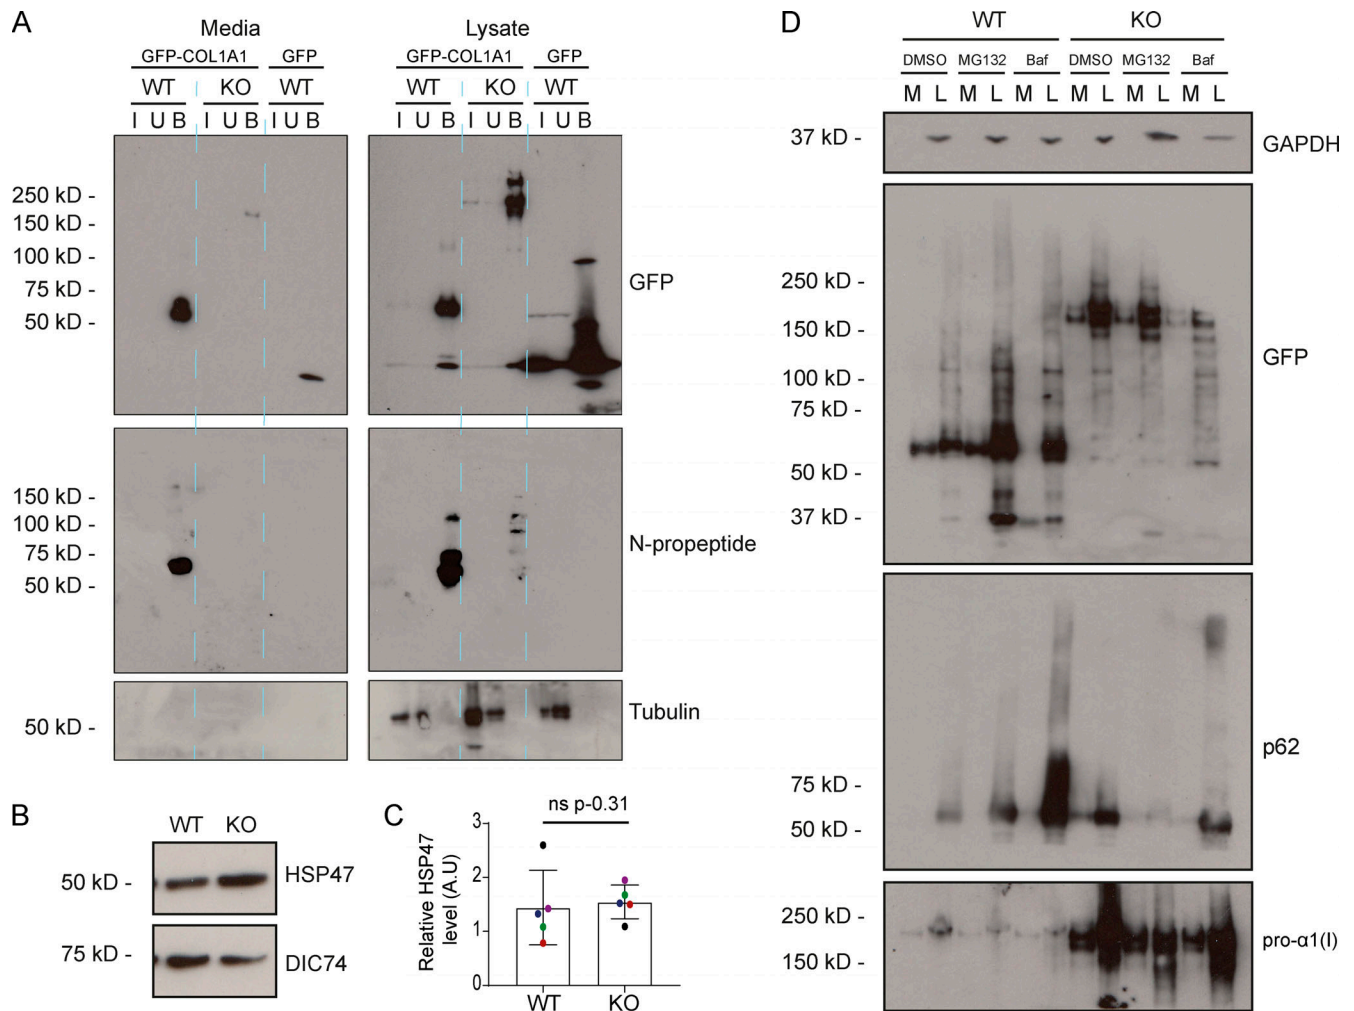 A
Media
Lysate
GFP-COL1A1
GFP
GFP-COL1A1
GFP
WT
KO
WT
WT
KO
WT
I U B
I U B
I U B
I U B
I U B
I U B
250 kD -
150 kD -
100 kD -
75 kD -
50 kD -
GFP
150 kD -
100 kD -
75 kD -
50 kD -
N-propeptide
50 kD -
Tubulin
B
WT
KO
50 kD -
HSP47
75 kD -
DIC74
C
ns p-0.31
Relative HSP47
level (A.U)
3
2
1
0
WT
KO
D
WT
KO
DMSO
MG132
Baf
DMSO
MG132
Baf
M L M L M L M L M L M L
37 kD -
GAPDH
250 kD -
150 kD -
100 kD -
75 kD -
50 kD -
37 kD -
GFP
75 kD -
50 kD -
p62
250 kD -
150 kD -
pro-α1(I)